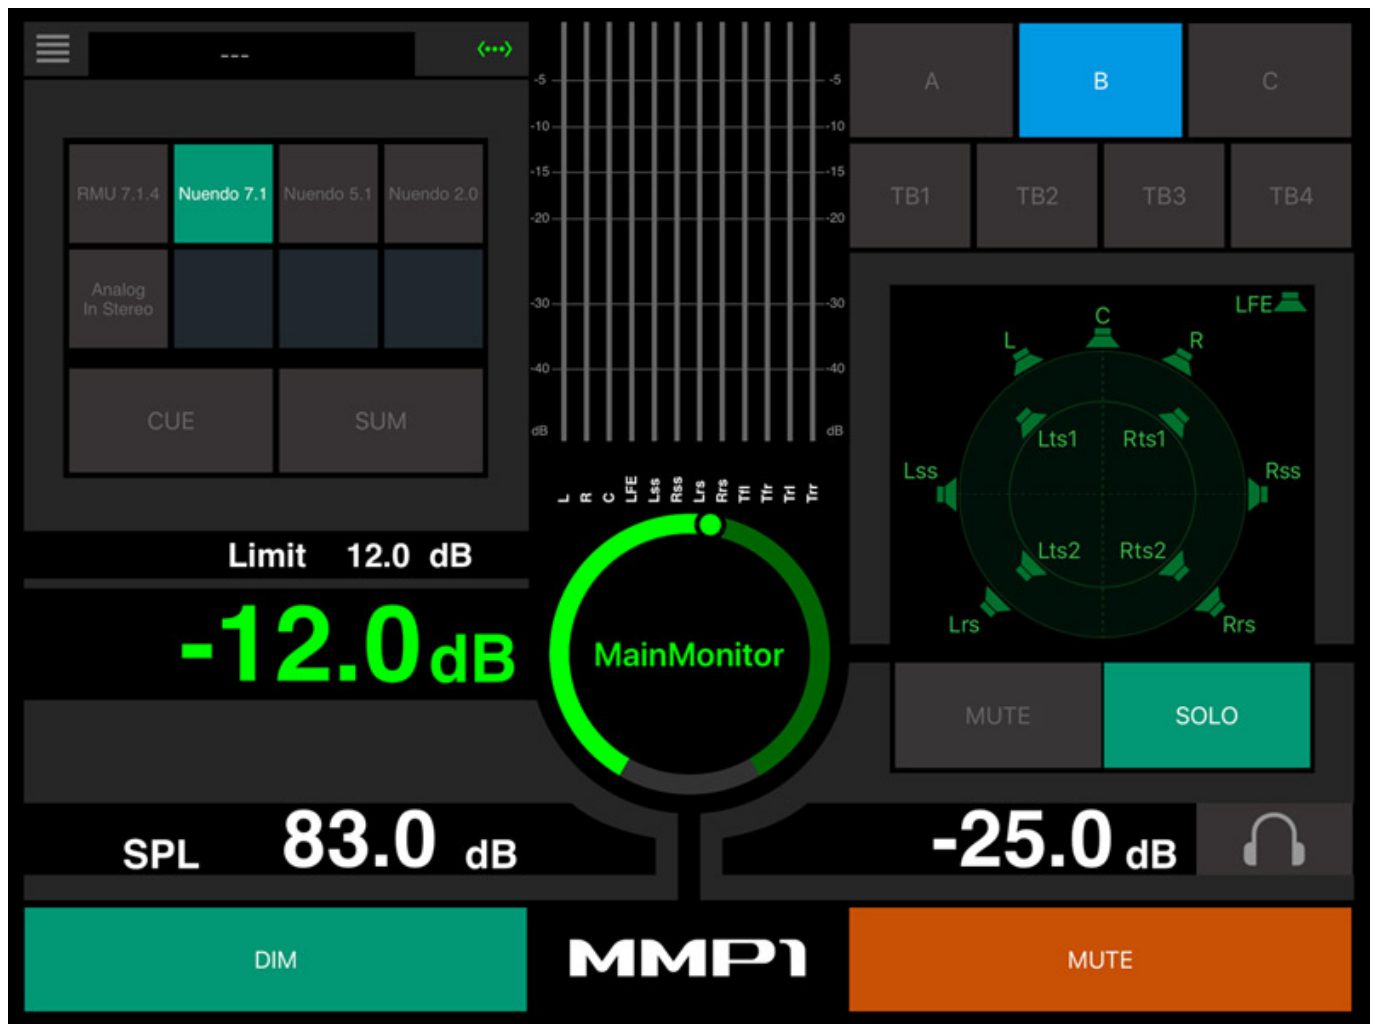 ---
A
B
C
RMU 7.1.4
Nuendo 7.1
Nuendo 5.1
Nuendo 2.0
TB1
TB2
TB3
TB4
Analog
In Stereo
CUE
SUM
-5
-5
-10
-10
-15
-15
-20
-20
-30
-30
-40
-40
dB
dB
L
R
C
LFE
Lss
Rss
Lrs
Rrs
Tfl
Tfr
Trl
Trr
LFE
C
L
R
Lts1
Rts1
Lss
Rss
Lts2
Rts2
Lrs
Rrs
Limit 12.0 dB
-12.0 dB
MainMonitor
MUTE
SOLO
SPL 83.0 dB
-25.0 dB
DIM
MMP1
MUTE